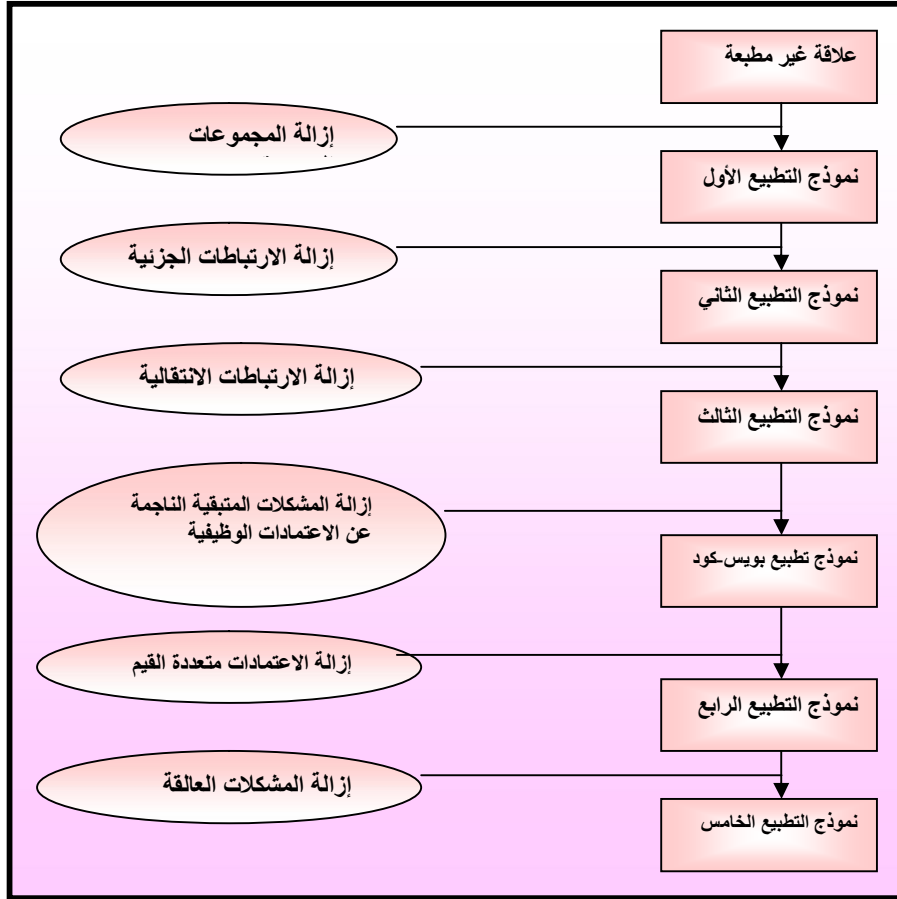 علاقة غير مطبعة
إزالة المجموعات
نموذج التطبيع الأول
إزالة الارتباطات الجزئية
نموذج التطبيع الثاني
إزالة الارتباطات الانتقالية
نموذج التطبيع الثالث
إزالة المشكلات المتبقية الناجمة
عن الاعتمادات الوظيفية
نموذج تطبيع بويس-كود
إزالة الاعتمادات متعددة القيم
نموذج التطبيع الرابع
إزالة المشكلات العالقة
نموذج التطبيع الخامس